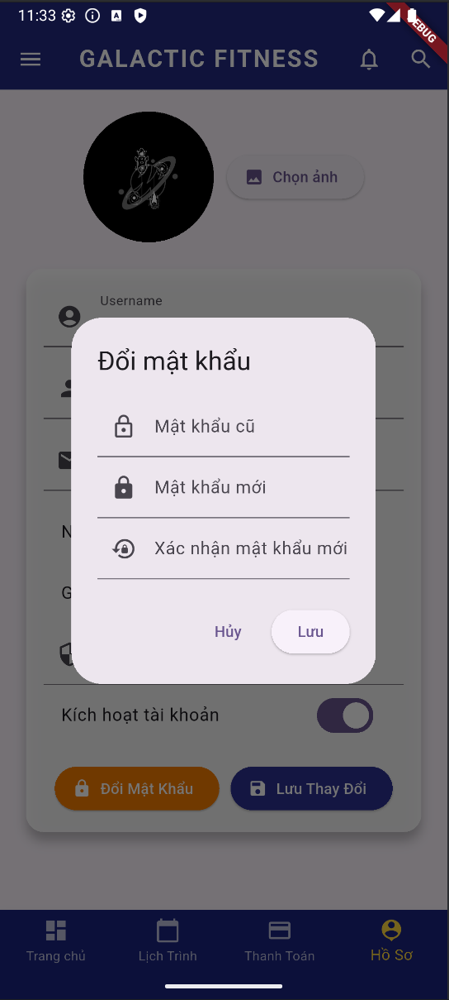 11:33
DEBUG
GALACTIC FITNESS
Chọn ảnh
Username
Đổi mật khẩu
Mật khẩu cũ
Mật khẩu mới
Xác nhận mật khẩu mới
N
G
Hủy
Lưu
Kích hoạt tài khoản
Đổi Mật Khẩu
Lưu Thay Đổi
Trang chủ
Lịch Trình
Thanh Toán
Hồ Sơ